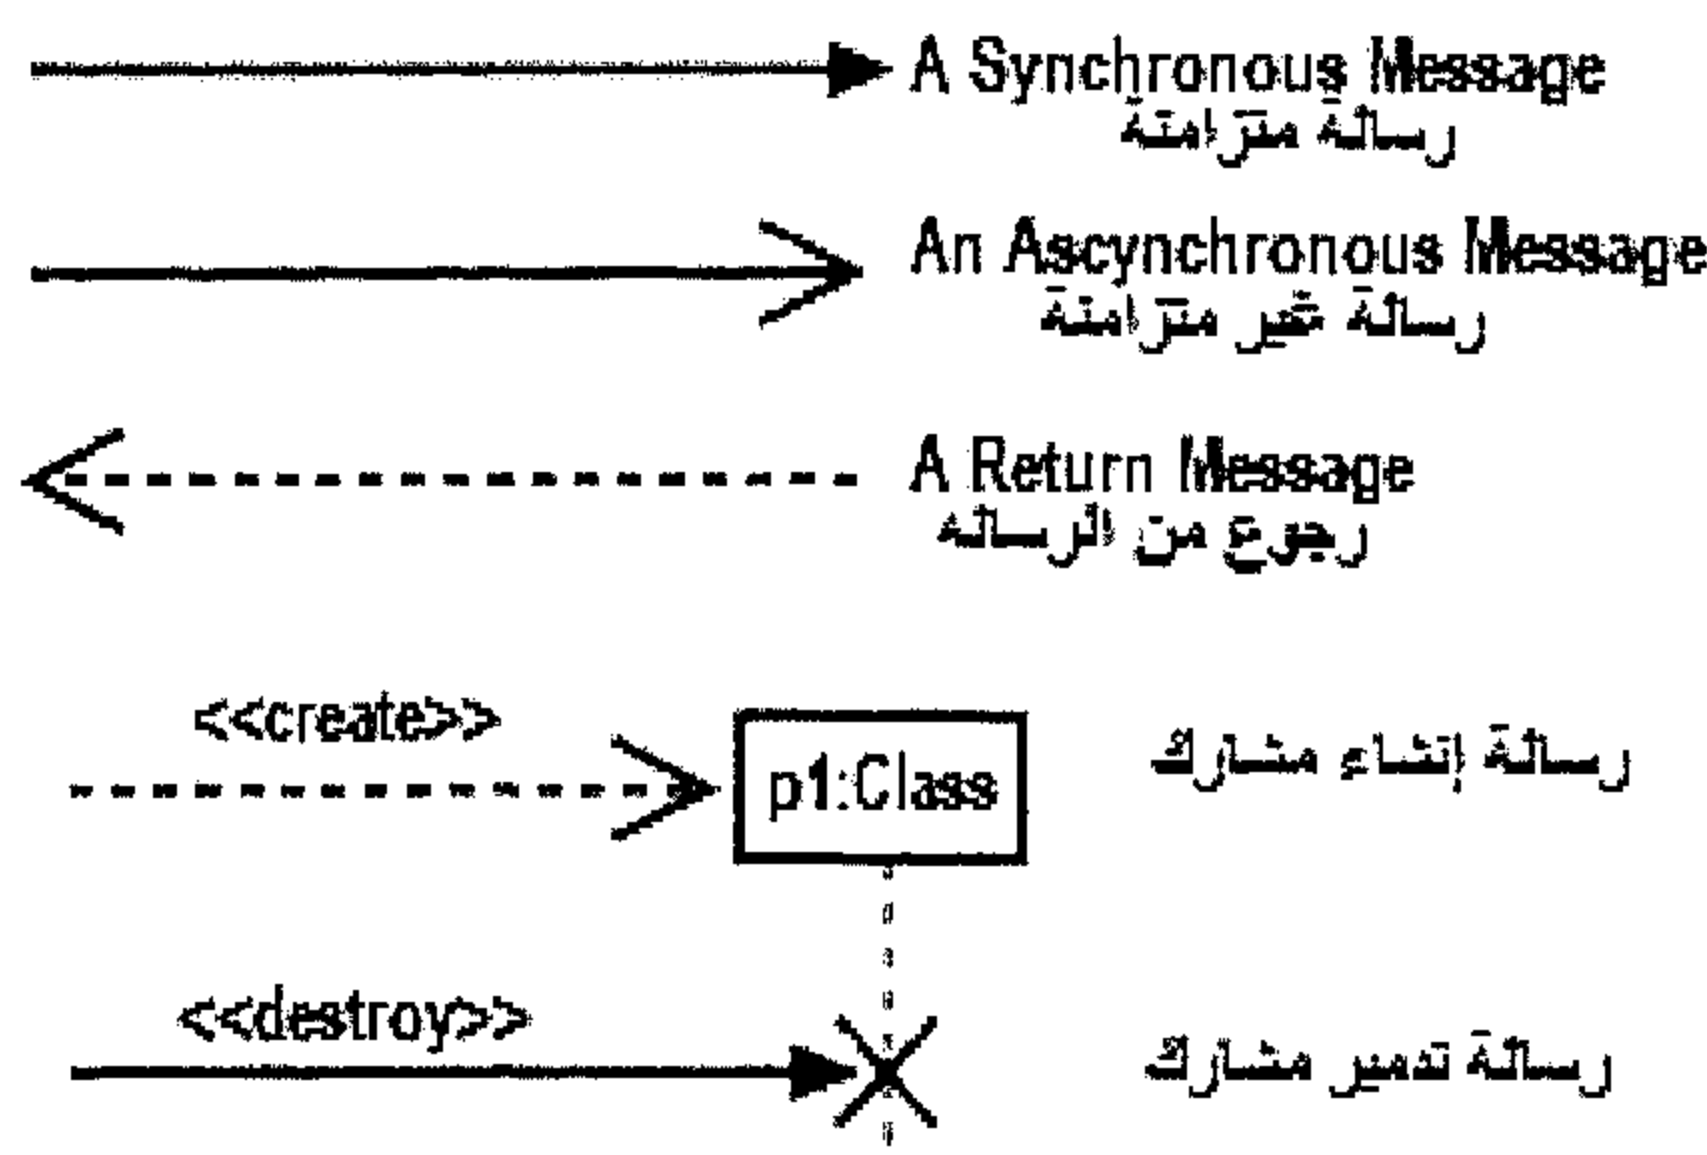 A Synchronous Message
رسالة متزامنة
An Ascynchronous Message
رسالة غير متزامنة
A Return Message
رجوع من الرساله
<<create>>
p1:Class
رسالة إنشاء مشارك
<<destroy>>
رسالة تدمير مشارك